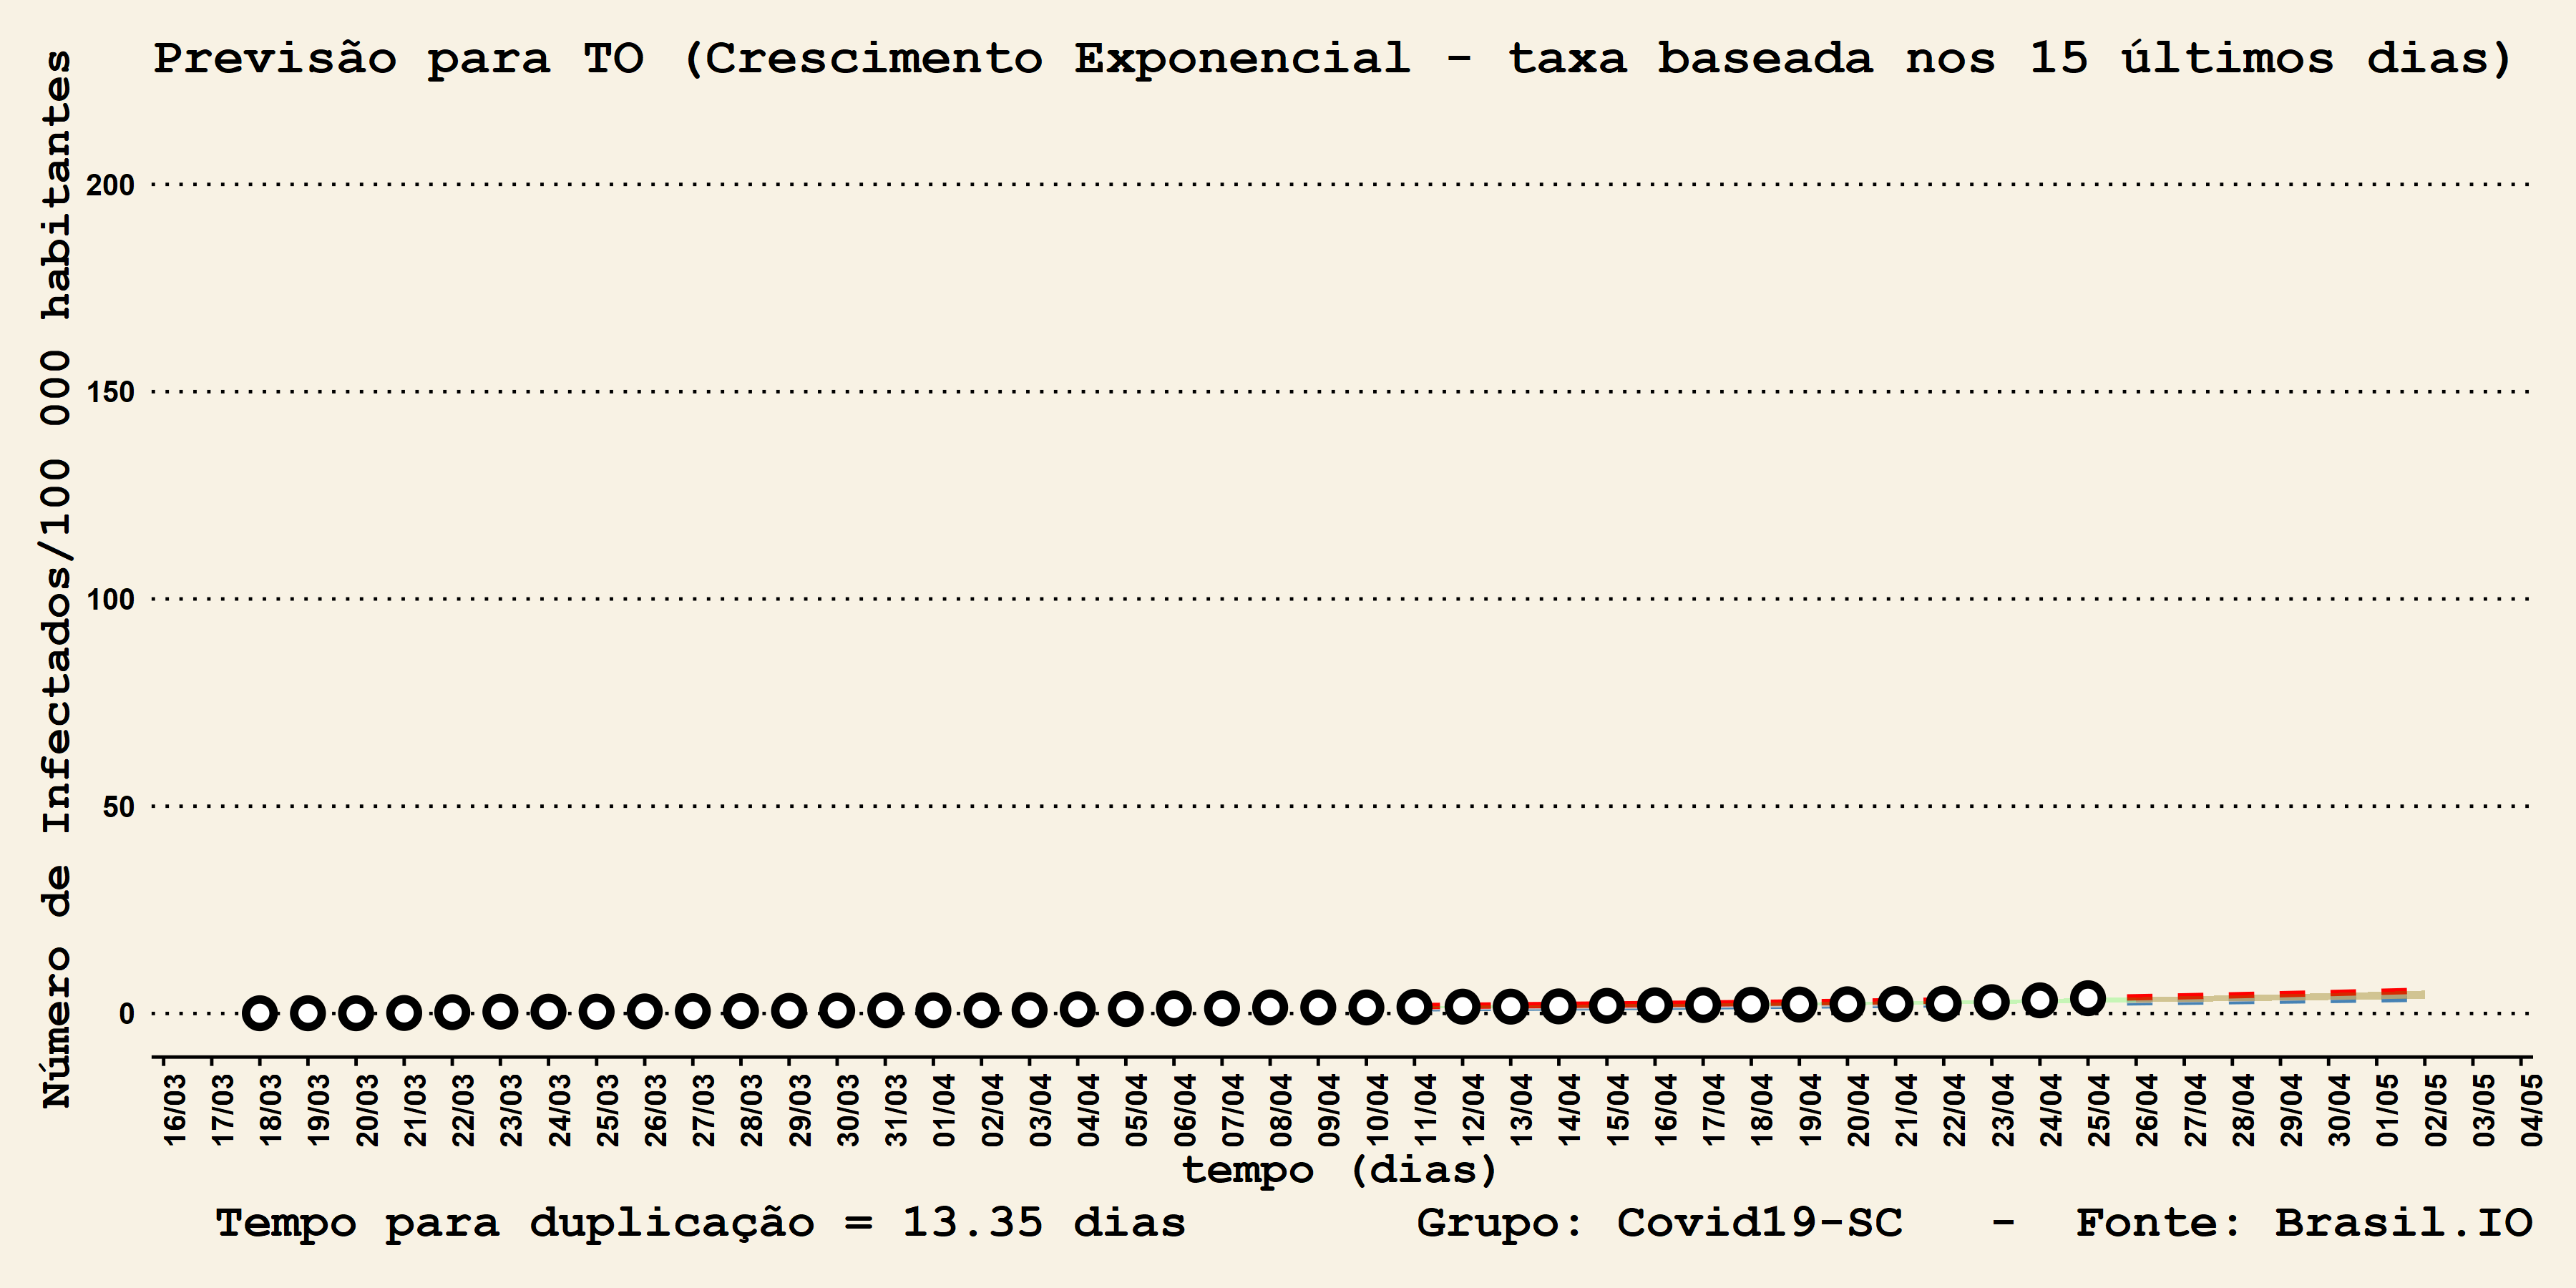 Previsão para TO (Crescimento Exponencial - taxa baseada nos 15 últimos dias)
Número de Infectados/100 000 habitantes
200
150
100
50
0
16/03 17/03 18/03 19/03 20/03 21/03 22/03 23/03 24/03 25/03 26/03 27/03 28/03 29/03 30/03 31/03 01/04 02/04 03/04 04/04 05/04 06/04 07/04 08/04 09/04 10/04 11/04 12/04 13/04 14/04 15/04 16/04 17/04 18/04 19/04 20/04 21/04 22/04 23/04 24/04 25/04 26/04 27/04 28/04 29/04 30/04 01/05 02/05 03/05 04/05
tempo (dias)
Tempo para duplicação = 13.35 dias Grupo: Covid19-SC - Fonte: Brasil.IO